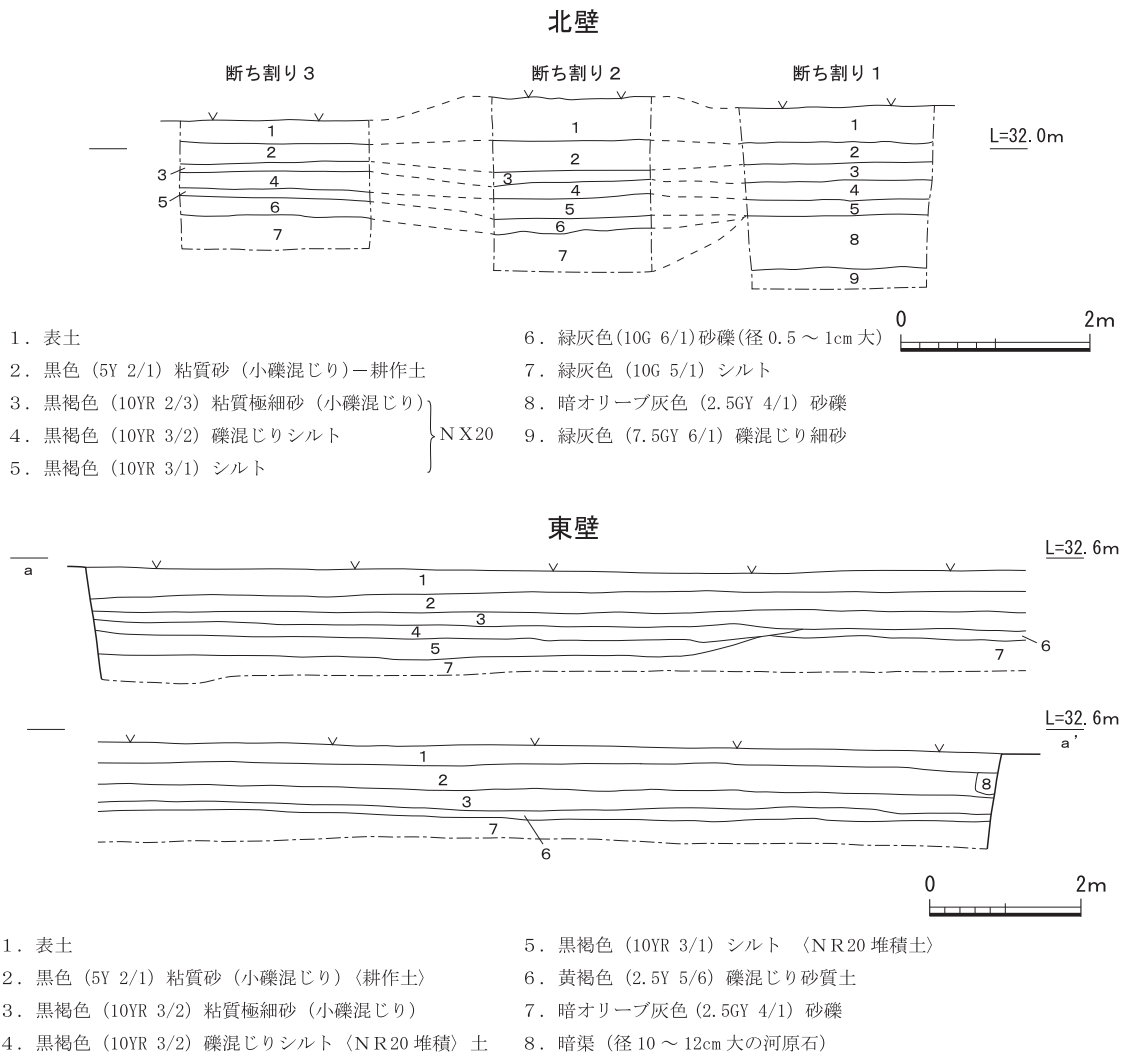 北壁
断ち割り3
断ち割り2
断ち割り1
L=32.0m
1
2
3
4
5
6
7
1
2
3
4
5
6
7
1
2
3
4
5
8
9
0 2m
1．表土
2．黒色（5Y 2/1）粘質砂（小礫混じり）－耕作土
3．黒褐色（10YR 2/3）粘質極細砂（小礫混じり）
4．黒褐色（10YR 3/2）礫混じりシルト
5．黒褐色（10YR 3/1）シルト
NX20
6．緑灰色(10G 6/1)砂礫(径0.5～1cm大)
7．緑灰色（10G 5/1）シルト
8．暗オリーブ灰色（2.5GY 4/1）砂礫
9．緑灰色（7.5GY 6/1）礫混じり細砂
東壁
a
L=32.6m
1
2
3
4
5
7
7
6
L=32.6m
a'
1
2
3
7
6
8
0 2m
1．表土
2．黒色（5Y 2/1）粘質砂（小礫混じり）〈耕作土〉
3．黒褐色（10YR 3/2）粘質極細砂（小礫混じり）
4．黒褐色（10YR 3/2）礫混じりシルト〈NR20堆積〉土
5．黒褐色（10YR 3/1）シルト 〈NR20堆積土〉
6．黄褐色（2.5Y 5/6）礫混じり砂質土
7．暗オリーブ灰色（2.5GY 4/1）砂礫
8．暗渠（径10～12cm大の河原石）